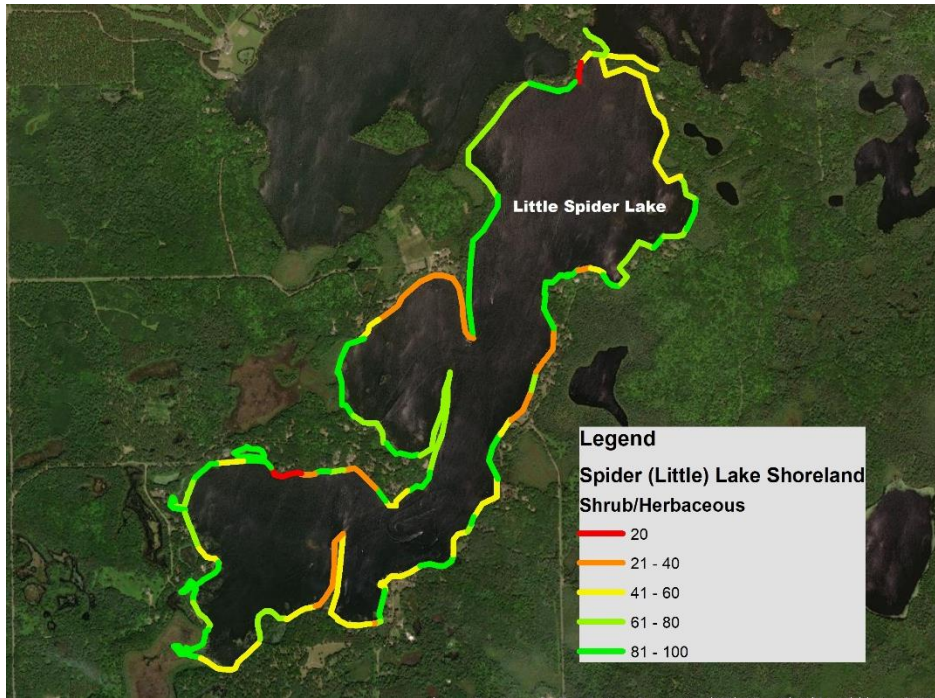 Little Spider Lake
Legend
Spider (Little) Lake Shoreland
Shrub/Herbaceous
20
21 - 40
41 - 60
61 - 80
81 - 100